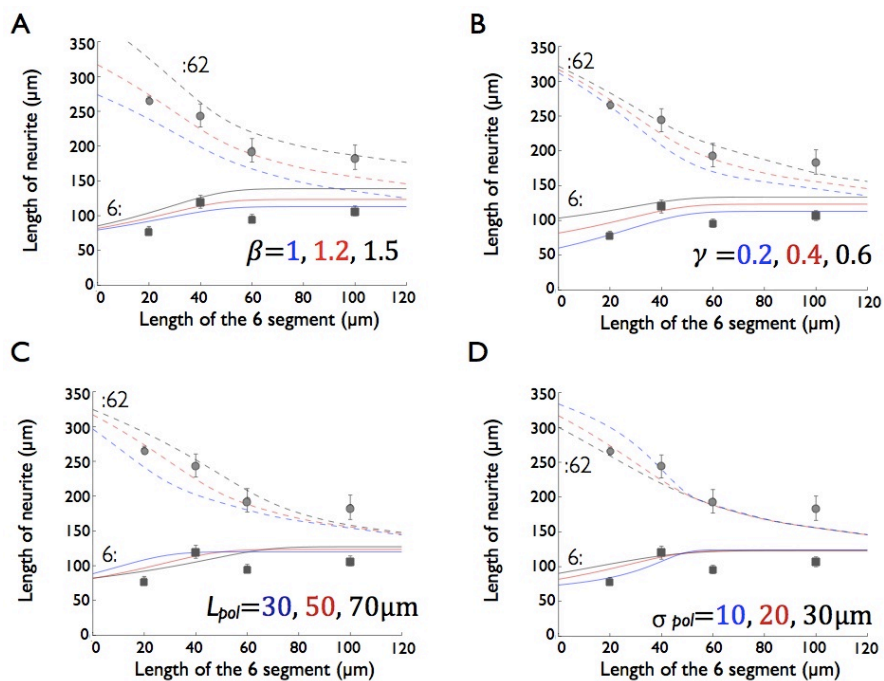 A
Length of neurite (µm)
350
300
250
200
150
100
50
0
:62
6:
β=1, 1.2, 1.5
0 20 40 60 80 100 120
Length of the 6 segment (µm)
B
Length of neurite (µm)
350
300
250
200
150
100
50
0
:62
6:
γ =0.2, 0.4, 0.6
0 20 40 60 80 100 120
Length of the 6 segment (µm)
C
Length of neurite (µm)
350
300
250
200
150
100
50
0
:62
6:
Lpol=30, 50, 70µm
0 20 40 60 80 100 120
Length of the 6 segment (µm)
D
Length of neurite (µm)
350
300
250
200
150
100
50
0
:62
6:
σ pol=10, 20, 30µm
0 20 40 60 80 100 120
Length of the 6 segment (µm)